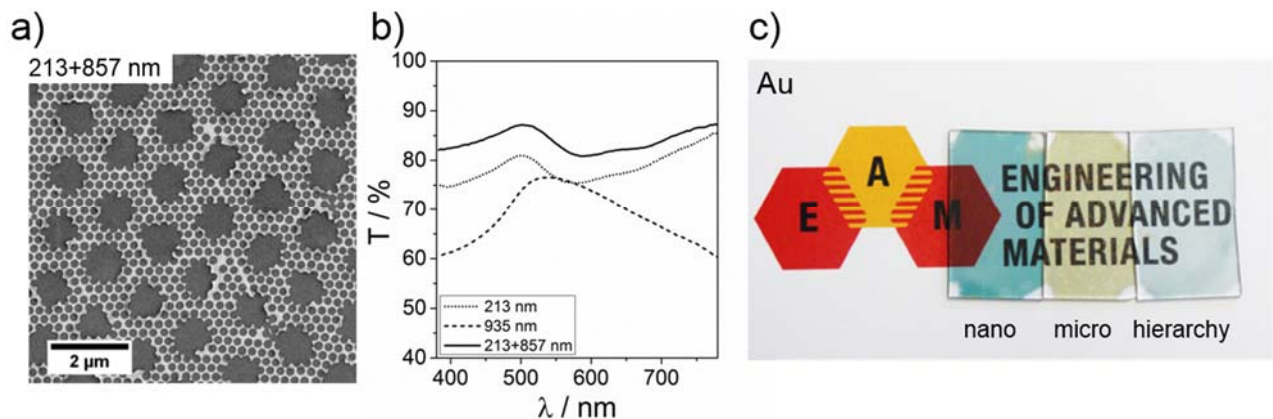 a)
213+857 nm
2 µm
b)
T / %
100
90
80
70
60
50
40
400 500 600 700
λ / nm
213 nm
935 nm
213+857 nm
c)
Au
E A M
ENGINEERING
OF ADVANCED
MATERIALS
nano micro hierarchy